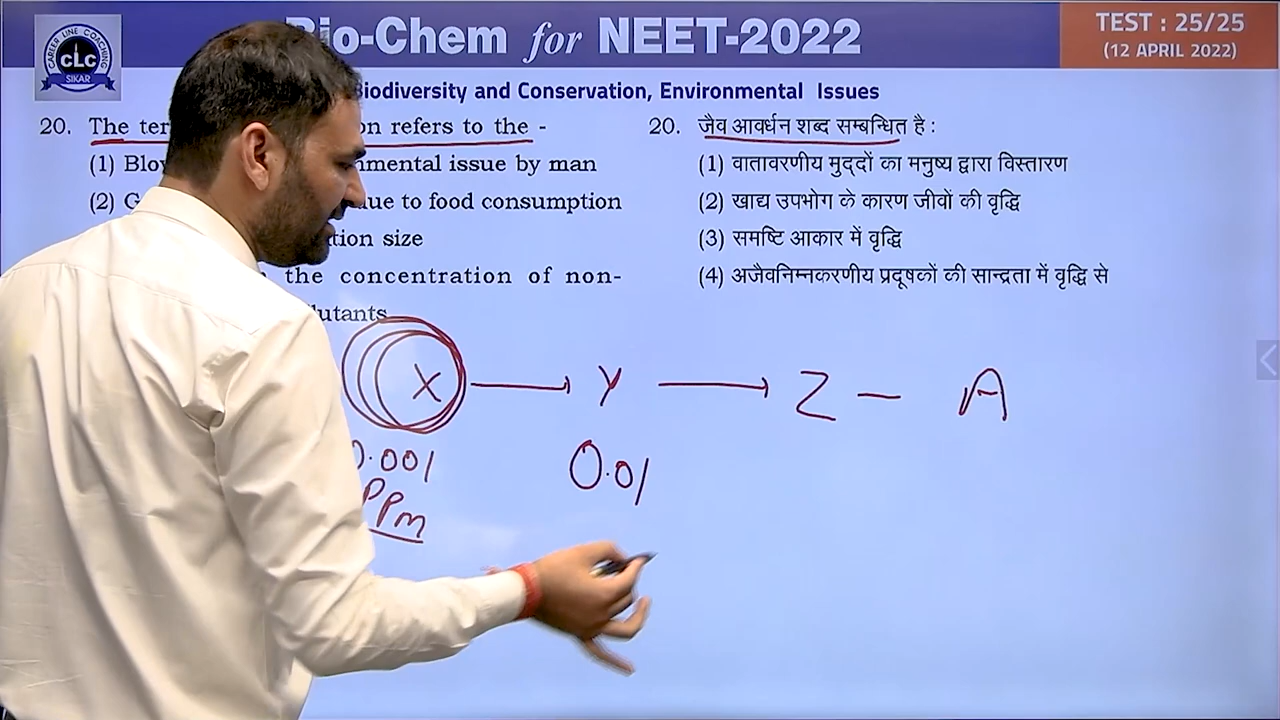 Bio-Chem for NEET-2022
TEST : 25/25
(12 APRIL 2022)
CAREER LINE COACHING
CLC
SIKAR
Biodiversity and Conservation, Environmental Issues
20. The ter on refers to the -
(1) Blo nmental issue by man
(2) G due to food consumption
tion size
the concentration of non-
lutants
20. जैव आवर्धन शब्द सम्बन्धित है :
(1) वातावरणीय मुद्दों का मनुष्य द्वारा विस्तारण
(2) खाद्य उपभोग के कारण जीवों की वृद्धि
(3) समष्टि आकार में वृद्धि
(4) अजैवनिम्नकरणीय प्रदूषकों की सान्द्रता में वृद्धि से
X → Y → Z — A
0.001 0.01
PPm